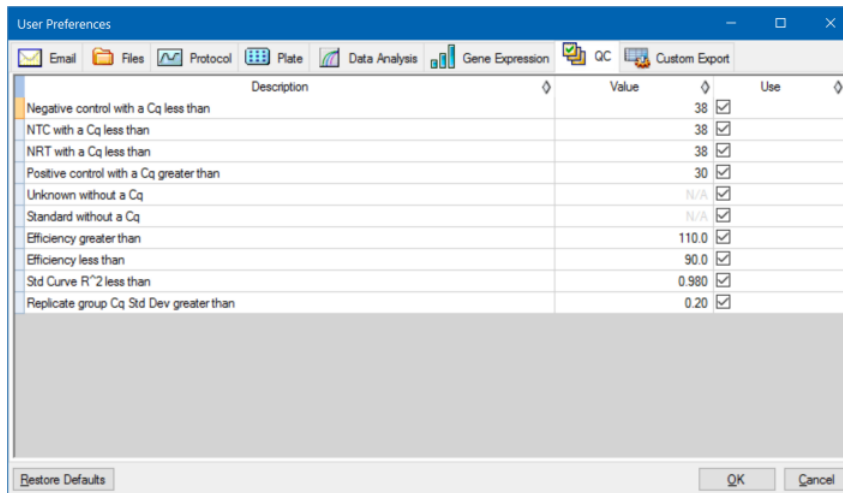 User Preferences
Email Files Protocol Plate Data Analysis Gene Expression QC Custom Export
Description Value Use
Negative control with a Cq less than 38
NTC with a Cq less than 38
NRT with a Cq less than 38
Positive control with a Cq greater than 30
Unknown without a Cq N/A
Standard without a Cq N/A
Efficiency greater than 110.0
Efficiency less than 90.0
Std Curve R^2 less than 0.980
Replicate group Cq Std Dev greater than 0.20
Restore Defaults OK Cancel